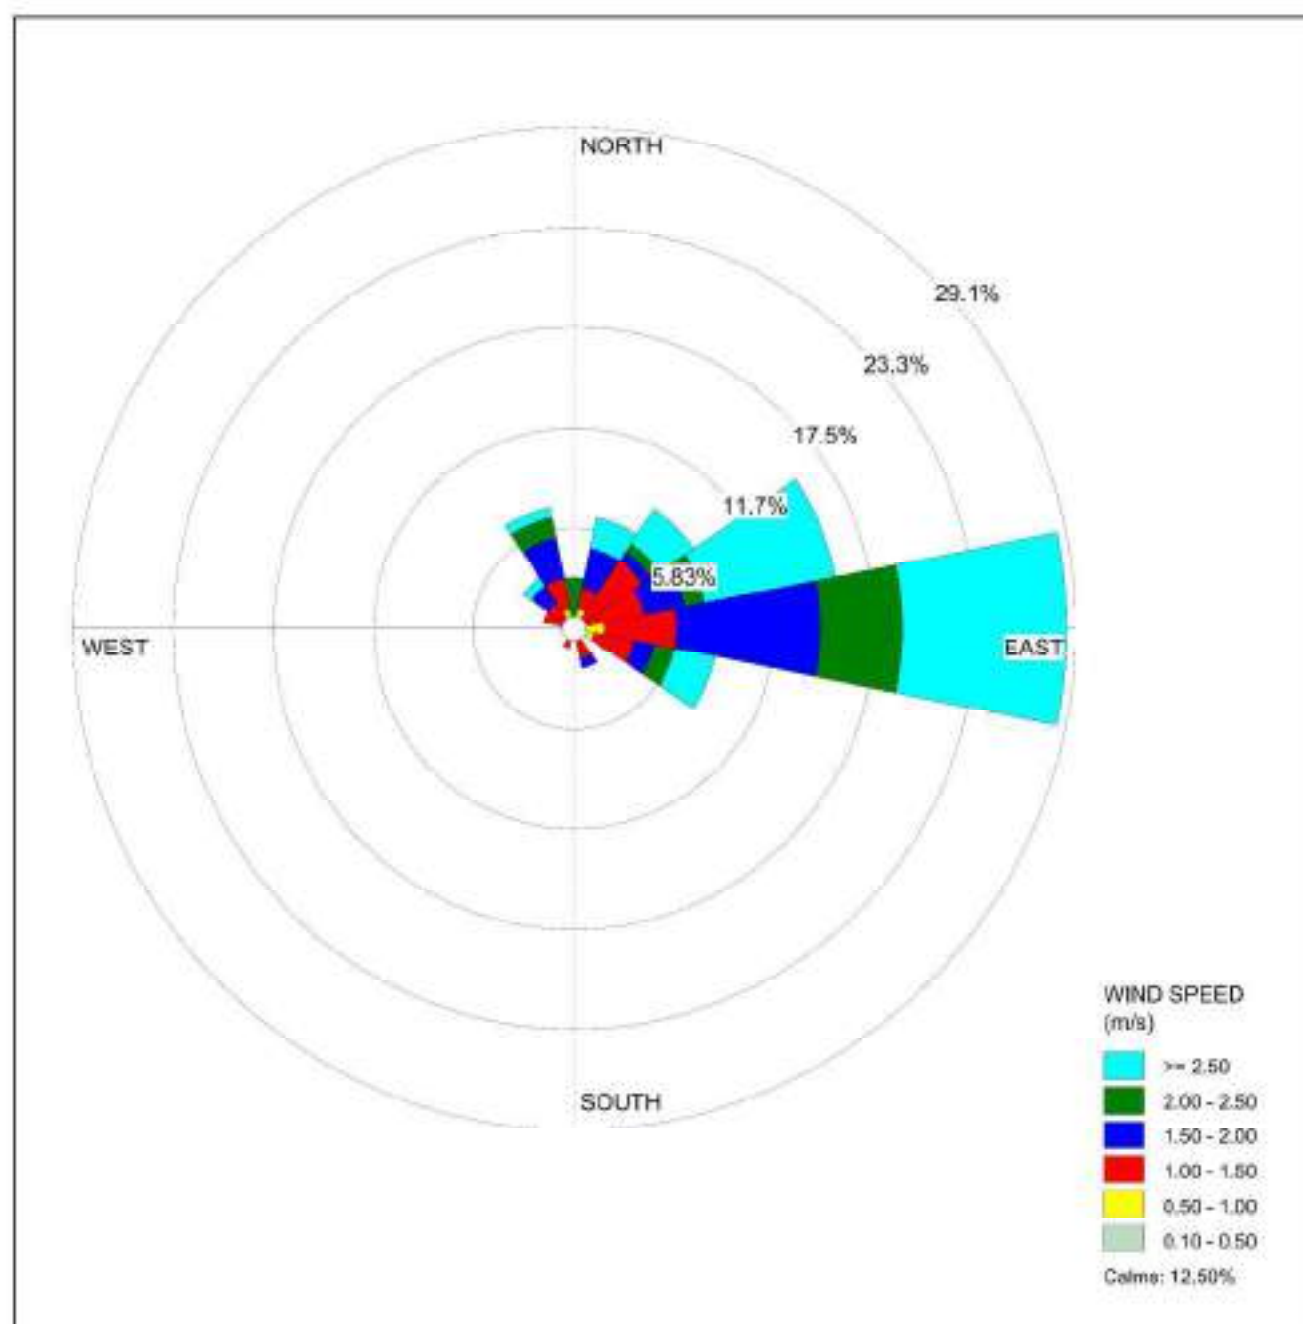 NORTH
29.1%
23.3%
17.5%
11.7%
5.83%
WEST
EAST
SOUTH
WIND SPEED
(m/s)
>= 2.50
2.00 - 2.50
1.50 - 2.00
1.00 - 1.50
0.50 - 1.00
0.10 - 0.50
Calms: 12.50%